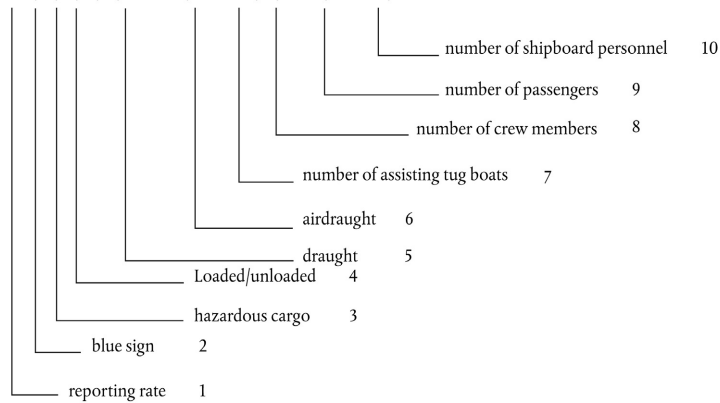 number of shipboard personnel 10
number of passengers 9
number of crew members 8
number of assisting tug boats 7
airdraught 6
draught 5
Loaded/unloaded 4
hazardous cargo 3
blue sign 2
reporting rate 1